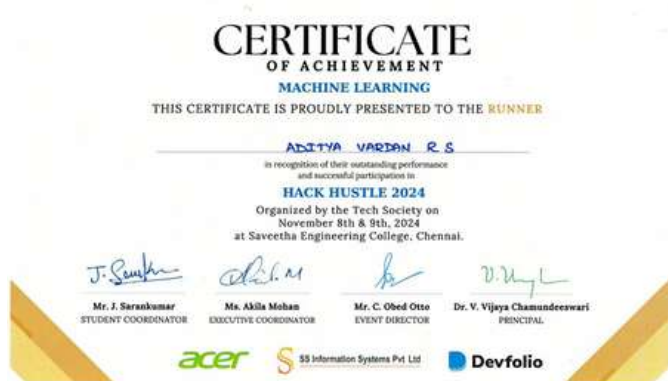 CERTIFICATE
OF ACHIEVEMENT
MACHINE LEARNING
THIS CERTIFICATE IS PROUDLY PRESENTED TO THE RUNNER
ADITYA VARDAN R S
in recognition of their outstanding performance
and successful participation in
HACK HUSTLE 2024
Organized by the Tech Society on
November 8th & 9th, 2024
at Saveetha Engineering College, Chennai.
Mr. J. Sarankumar Ms. Akila Mohan Mr. C. Obed Otto Dr. V. Vijaya Chamundeeswari
STUDENT COORDINATOR EXECUTIVE COORDINATOR EVENT DIRECTOR PRINCIPAL
acer SS Information Systems Pvt Ltd Devfolio